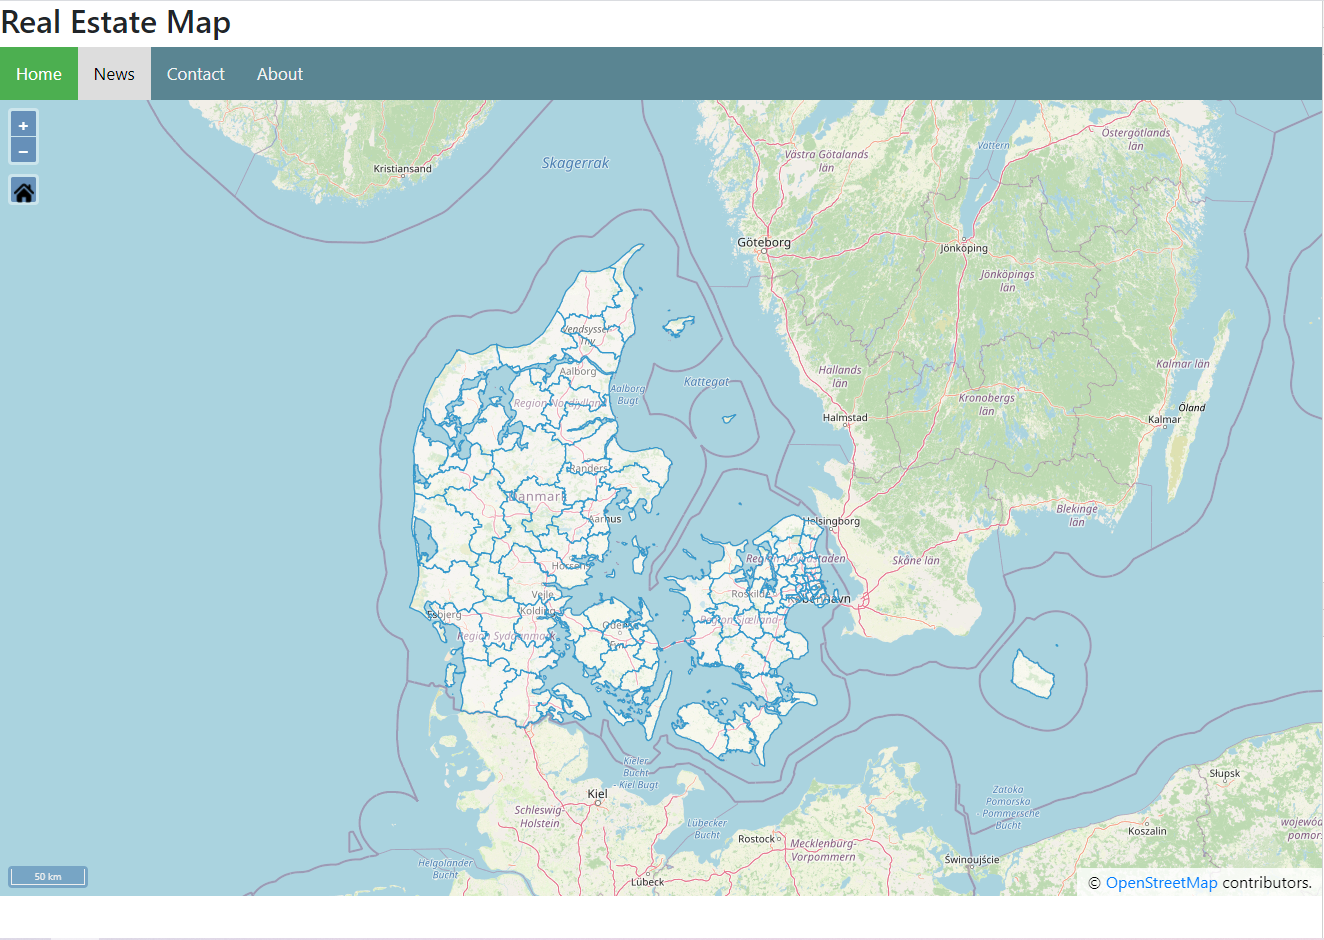 Real Estate Map
Home
News
Contact
About
+
−
Skagerrak
Kristiansand
Vättern
Östergötlands
län
Västra Götalands
län
Göteborg
Jönköping
Jönköpings
län
Vendsyssel-
Thy
Aalborg
Aalborg
Bugt
Kattegat
Region Nordjylland
Hallands
län
Kronobergs
län
Kalmar län
Öland
Kalmar
Halmstad
Randers
Danmark
Aarhus
Helsingborg
Blekinge
län
Skåne län
Horsens
Vejle
Kolding
Esbjerg
Region Syddanmark
Odense
Fyn
Region Hovedstaden
Roskilde
København
Region Sjælland
Kieler
Bucht
- Kiel Bugt
Kiel
Schleswig-
Holstein
Lübecker
Bucht
Rostock
Mecklenburg-
Vorpommern
Zatoka
Pomorska
- Pommersche
Bucht
Słupsk
Koszalin
Świnoujście
Helgoländer
Bucht
Lübeck
50 km
© OpenStreetMap contributors.